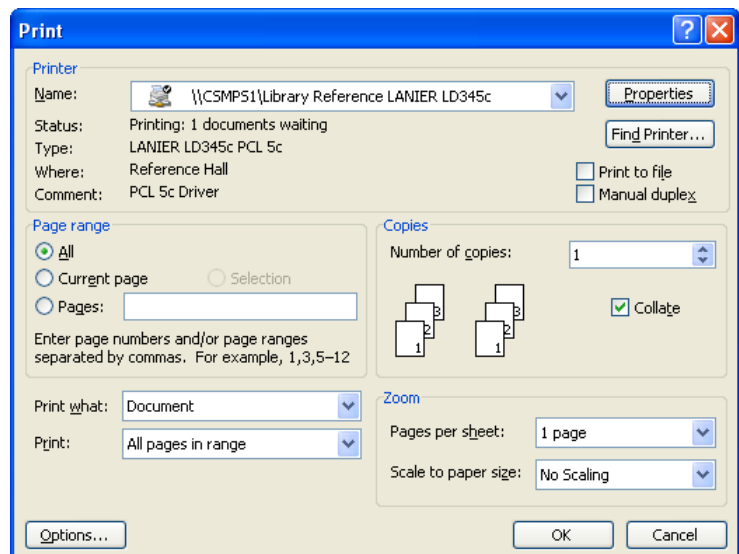 Print
Printer
Name: \\CSMPS1\Library Reference LANIER LD345c Properties
Status: Printing: 1 documents waiting
Find Printer...
Type: LANIER LD345c PCL 5c
Where: Reference Hall
Print to file
Comment: PCL 5c Driver
Manual duplex
Page range
All
Current page Selection
Pages:
Enter page numbers and/or page ranges
separated by commas. For example, 1,3,5–12
Copies
Number of copies: 1
3 3
2 2
1 1
Collate
Print what: Document
Print: All pages in range
Zoom
Pages per sheet: 1 page
Scale to paper size: No Scaling
Options... OK Cancel